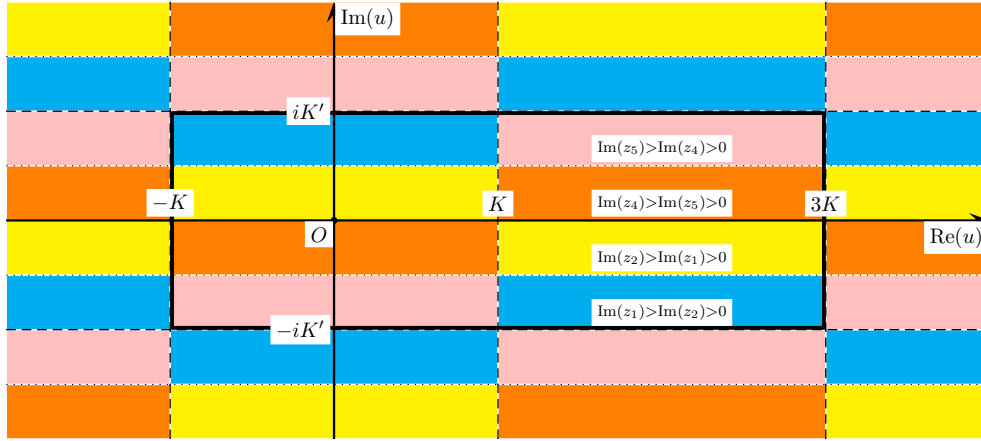 Im(u)
iK′
Im(z₅)>Im(z₄)>0
−K
K
Im(z₄)>Im(z₅)>0
3K
O
Re(u)
Im(z₂)>Im(z₁)>0
Im(z₁)>Im(z₂)>0
−iK′